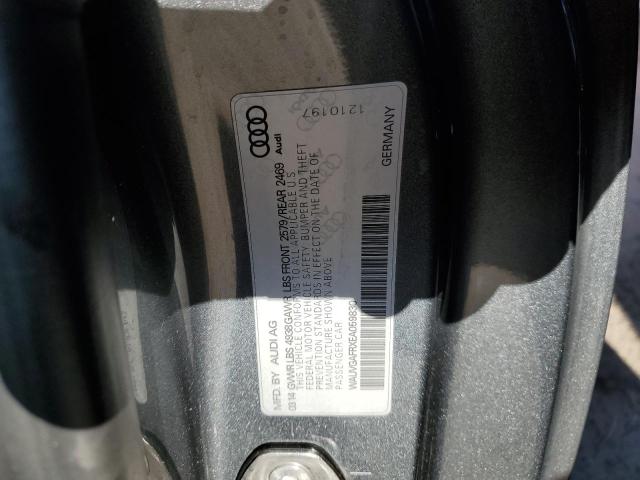 Audi
1210197
MFD. BY AUDI AG
03 14 GVWR LBS 4938 GAWR LBS FRONT 2579 /REAR 2469
THIS VEHICLE CONFORMS TO ALL APPLICABLE U.S.
FEDERAL MOTOR VEHICLE SAFETY, BUMPER AND THEFT
PREVENTION STANDARDS IN EFFECT ON THE DATE OF
MANUFACTURE SHOWN ABOVE
PASSENGER CAR
GERMANY